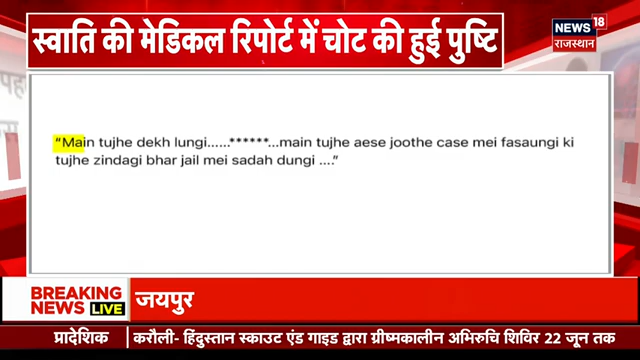 स्वाति की मेडिकल रिपोर्ट में चोट की हुई पुष्टि
NEWS 18
राजस्थान
"Main tujhe dekh lungi......******...main tujhe aese joothe case mei fasaungi ki
tujhe zindagi bhar jail mei sadah dungi ...."
BREAKING
NEWS LIVE
जयपुर
प्रादेशिक
करौली- हिंदुस्तान स्काउट एंड गाइड द्वारा ग्रीष्मकालीन अभिरुचि शिविर 22 जून तक